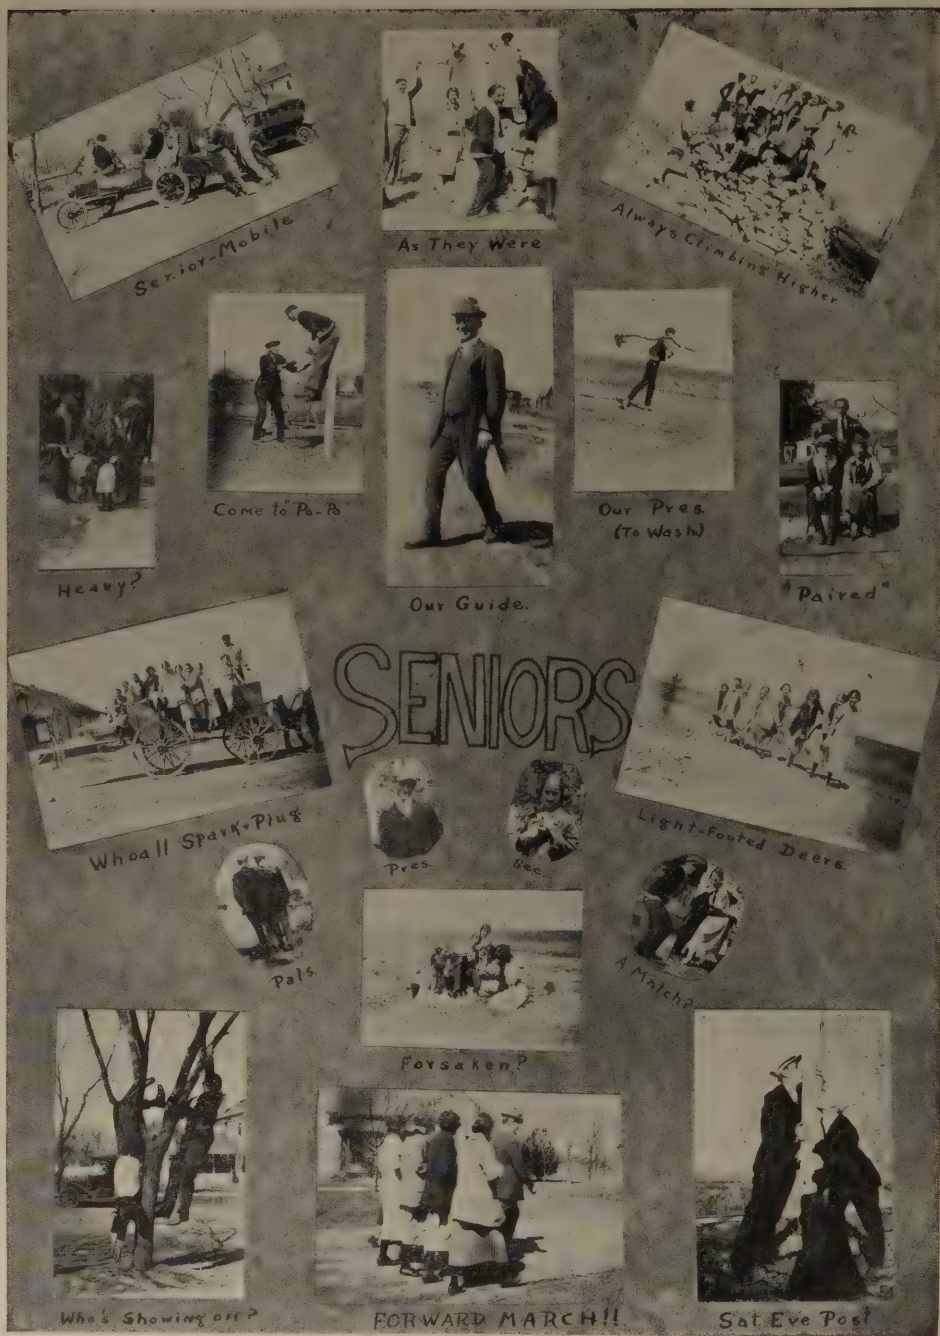 Senior-Mobile
As They Were
Always Climbing Higher
Heavy?
Come to "Pa-Pa"
Our Guide.
Our Pres.
(To Wash)
"Paired"
SENIORS
Whoa!! Spark-Plug
Pres.
Sec.
Light-Footed Deers.
Pals.
A Match?
Forsaken?
Who's Showing off?
FORWARD MARCH!!
Sat Eve Post